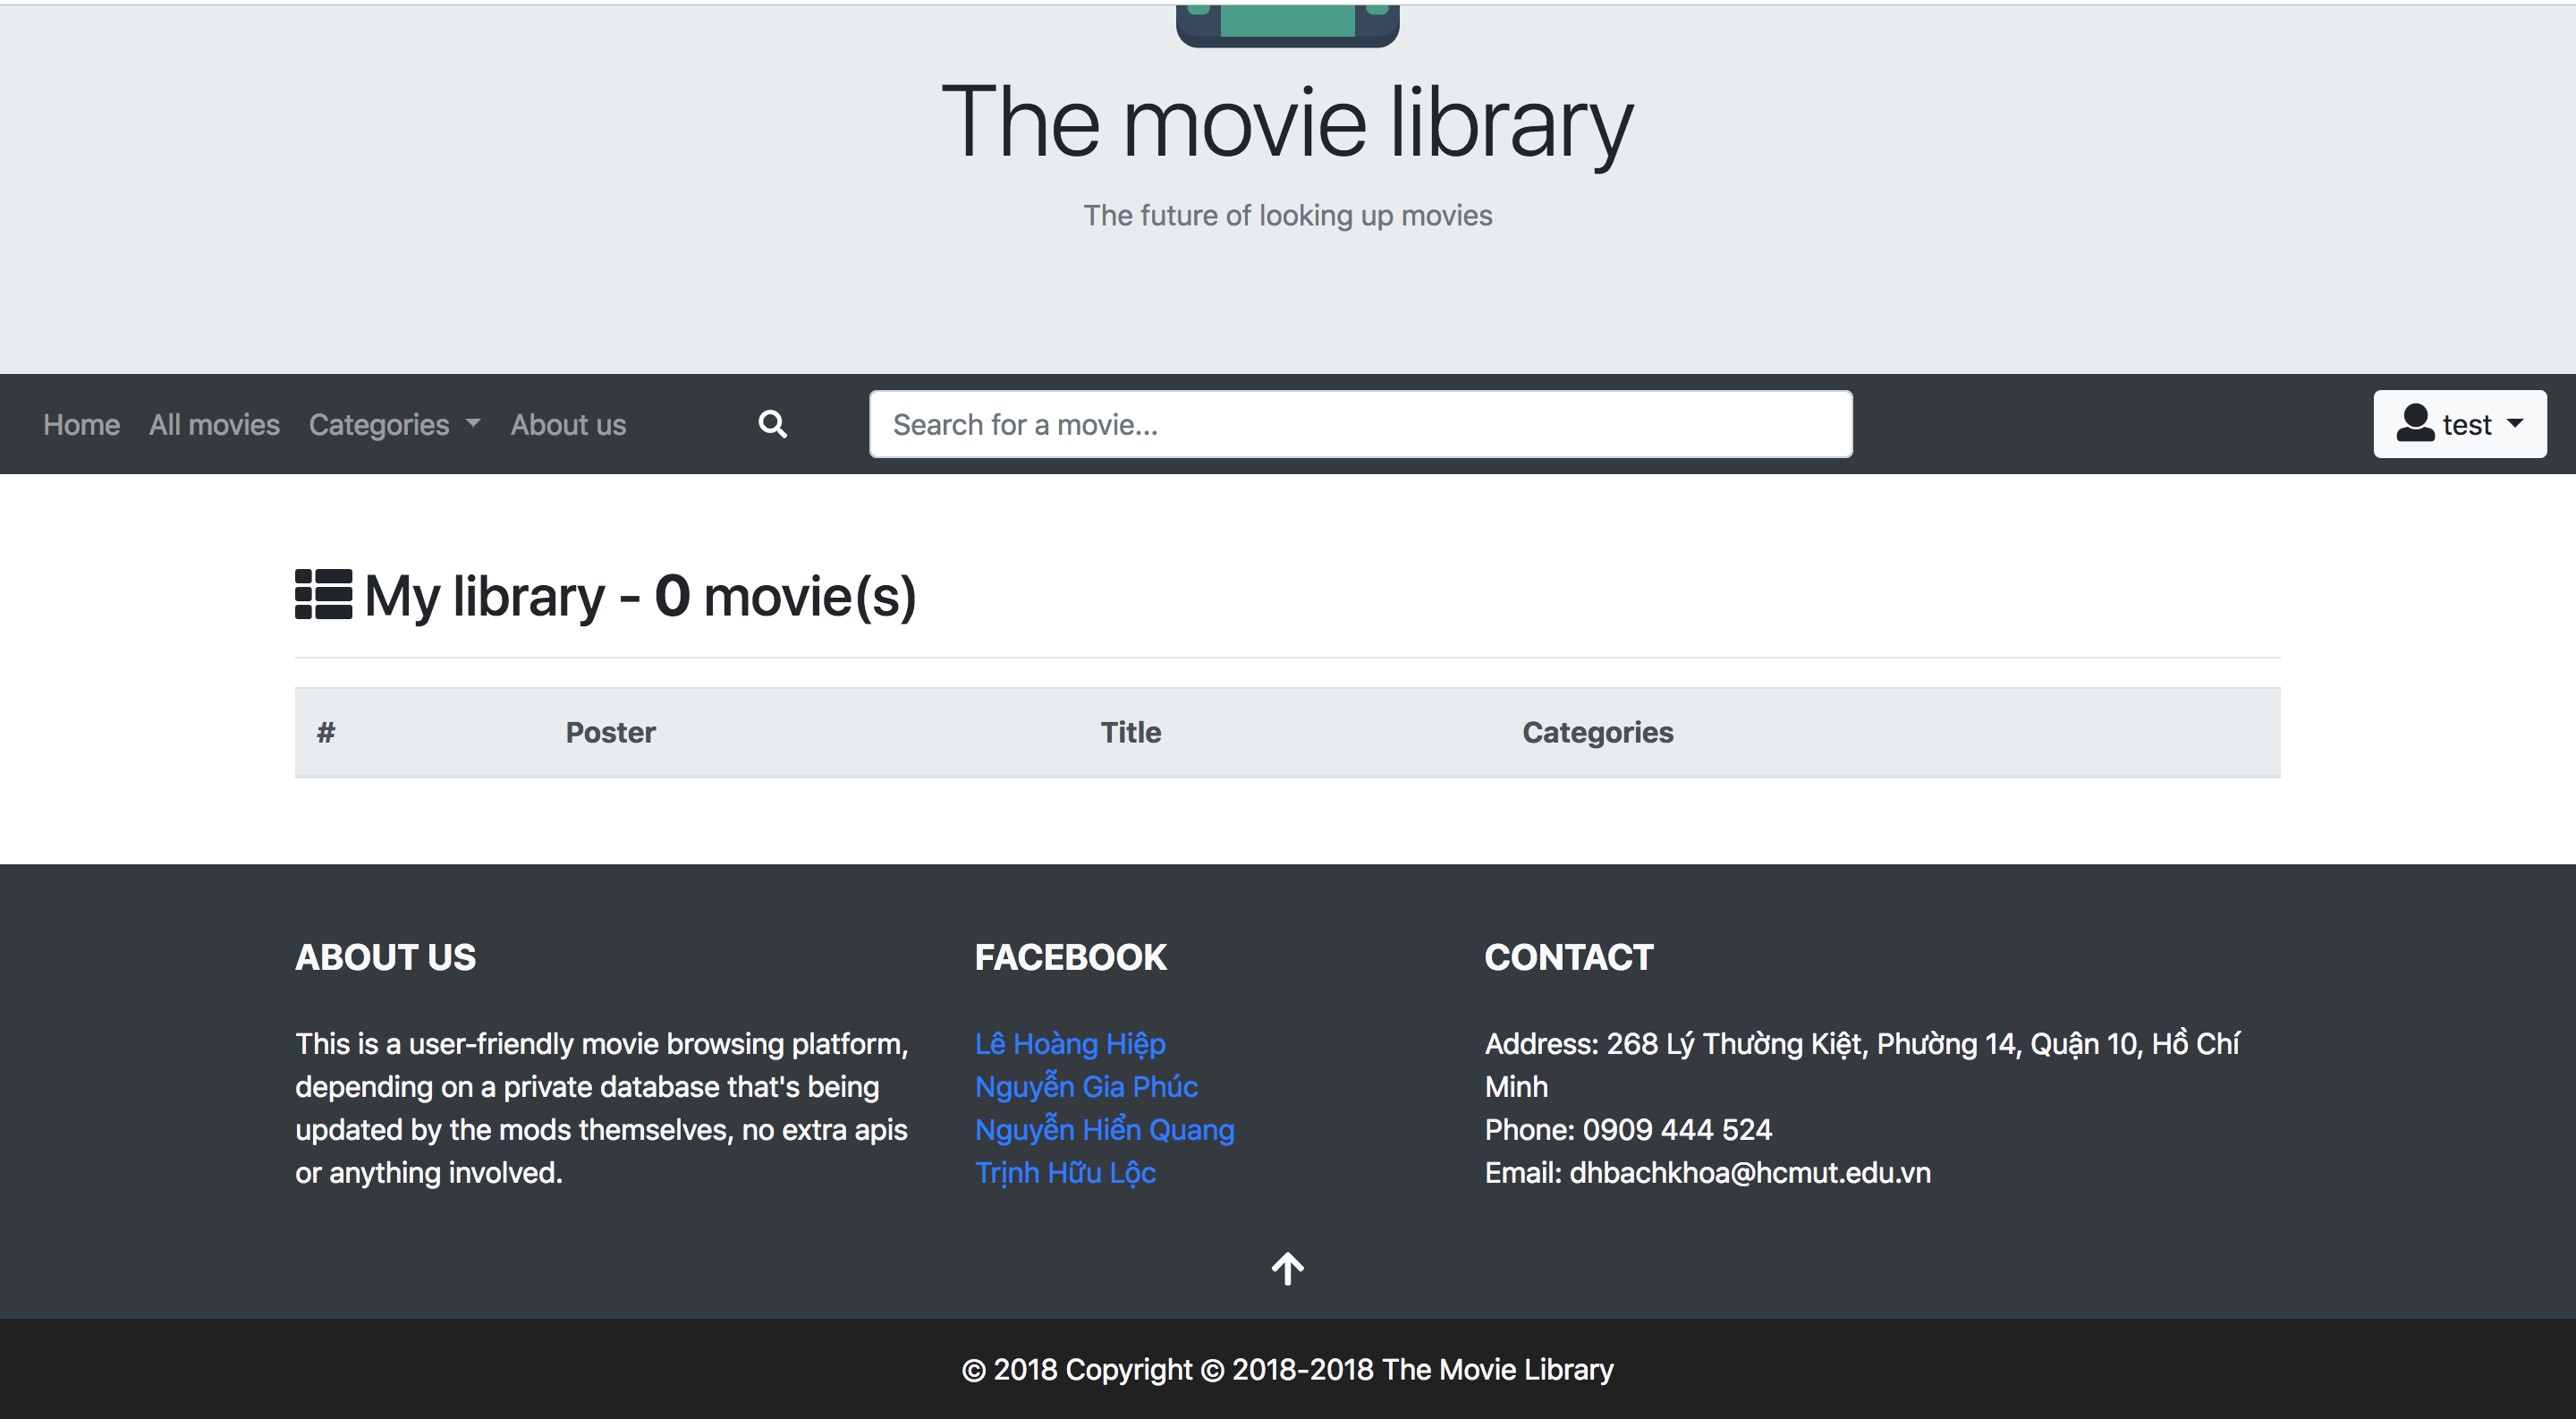 The movie library
The future of looking up movies
Home All movies Categories About us Search for a movie... test
My library - 0 movie(s)
# Poster Title Categories
ABOUT US
This is a user-friendly movie browsing platform,
depending on a private database that's being
updated by the mods themselves, no extra apis
or anything involved.
FACEBOOK
Lê Hoàng Hiệp
Nguyễn Gia Phúc
Nguyễn Hiển Quang
Trịnh Hữu Lộc
CONTACT
Address: 268 Lý Thường Kiệt, Phường 14, Quận 10, Hồ Chí
Minh
Phone: 0909 444 524
Email: dhbachkhoa@hcmut.edu.vn
© 2018 Copyright © 2018-2018 The Movie Library